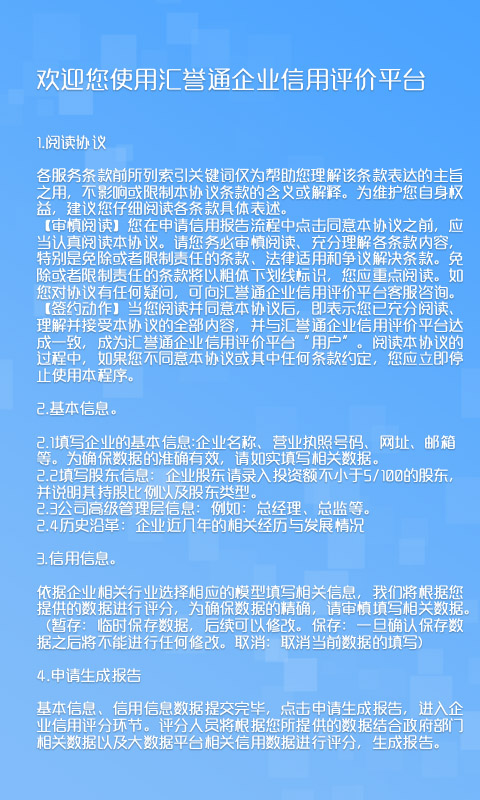 欢迎您使用汇誉通企业信用评价平台
1.阅读协议
各服务条款前所列索引关键词仅为帮助您理解该条款表达的主旨
之用，不影响或限制本协议条款的含义或解释。为维护您自身权
益，建议您仔细阅读各条款具体表述。
【审慎阅读】您在申请信用报告流程中点击同意本协议之前，应
当认真阅读本协议。请您务必审慎阅读、充分理解各条款内容，
特别是免除或者限制责任的条款、法律适用和争议解决条款。免
除或者限制责任的条款将以粗体下划线标识，您应重点阅读。如
您对协议有任何疑问，可向汇誉通企业信用评价平台客服咨询。
【签约动作】当您阅读并同意本协议后，即表示您已充分阅读、
理解并接受本协议的全部内容，并与汇誉通企业信用评价平台达
成一致，成为汇誉通企业信用评价平台“用户”。阅读本协议的
过程中，如果您不同意本协议或其中任何条款约定，您应立即停
止使用本程序。
2.基本信息。
2.1填写企业的基本信息:企业名称、营业执照号码、网址、邮箱
等。为确保数据的准确有效，请如实填写相关数据。
2.2填写股东信息：企业股东请录入投资额不小于5/100的股东，
并说明其持股比例以及股东类型。
2.3公司高级管理层信息：例如：总经理、总监等。
2.4历史沿革：企业近几年的相关经历与发展情况
3.信用信息。
依据企业相关行业选择相应的模型填写相关信息，我们将根据您
提供的数据进行评分，为确保数据的精确，请审慎填写相关数据。
（暂存：临时保存数据，后续可以修改。保存：一旦确认保存数
据之后将不能进行任何修改。取消：取消当前数据的填写）
4.申请生成报告
基本信息、信用信息数据提交完毕，点击申请生成报告，进入企
业信用评分环节。评分人员将根据您所提供的数据结合政府部门
相关数据以及大数据平台相关信用数据进行评分，生成报告。